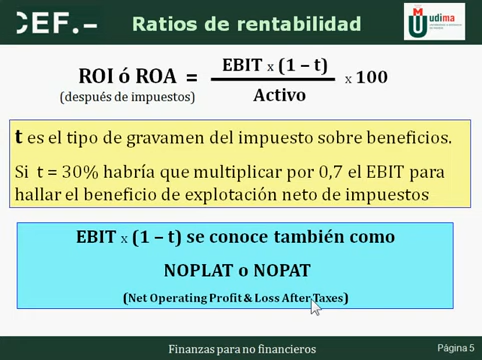 CEF.-
Ratios de rentabilidad
udima
ROI ó ROA = EBIT x (1 – t) x 100
(después de impuestos) Activo
t es el tipo de gravamen del impuesto sobre beneficios.
Si t = 30% habría que multiplicar por 0,7 el EBIT para
hallar el beneficio de explotación neto de impuestos
EBIT x (1 – t) se conoce también como
NOPLAT o NOPAT
(Net Operating Profit & Loss After Taxes)
Finanzas para no financieros
Página 5